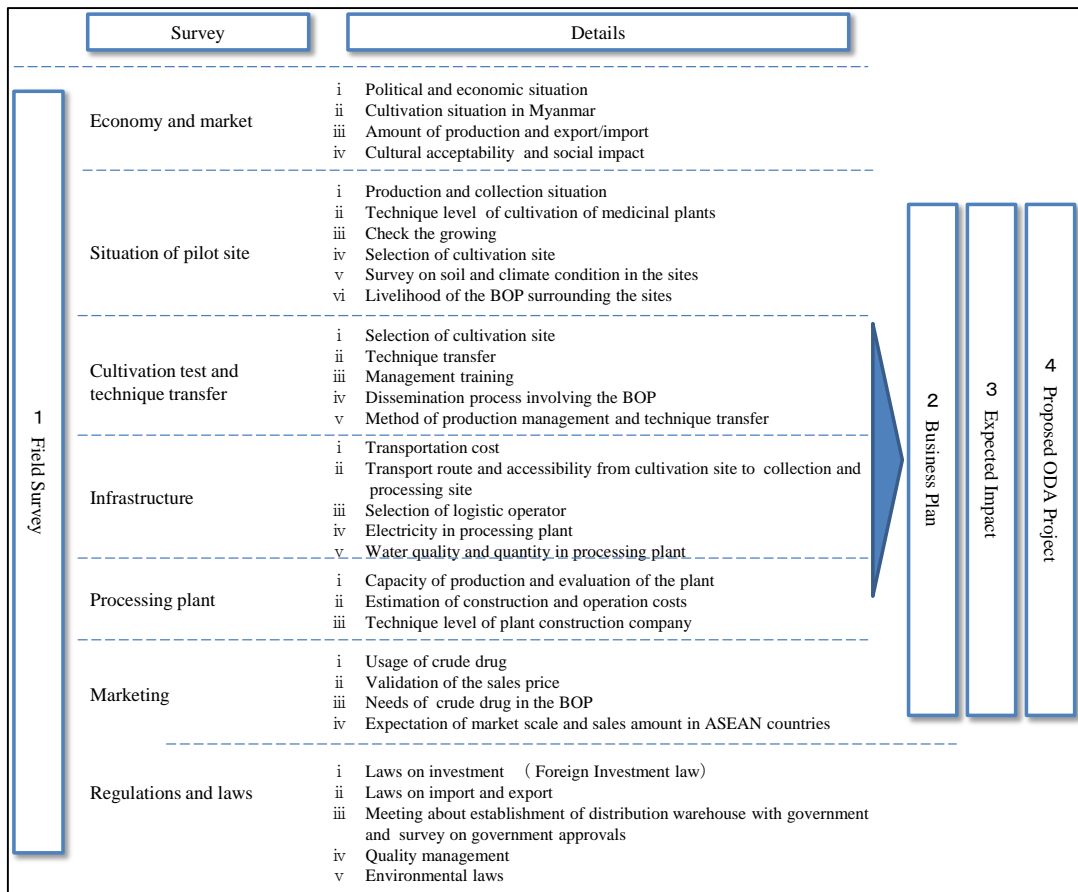 Survey
Details
1 Field Survey
Economy and market
ⅰ Political and economic situation
ⅱ Cultivation situation in Myanmar
ⅲ Amount of production and export/import
ⅳ Cultural acceptability and social impact
Situation of pilot site
ⅰ Production and collection situation
ⅱ Technique level of cultivation of medicinal plants
ⅲ Check the growing
ⅳ Selection of cultivation site
ⅴ Survey on soil and climate condition in the sites
ⅵ Livelihood of the BOP surrounding the sites
Cultivation test and
technique transfer
ⅰ Selection of cultivation site
ⅱ Technique transfer
ⅲ Management training
ⅳ Dissemination process involving the BOP
ⅴ Method of production management and technique transfer
Infrastructure
ⅰ Transportation cost
ⅱ Transport route and accessibility from cultivation site to collection and
processing site
ⅲ Selection of logistic operator
ⅳ Electricity in processing plant
ⅴ Water quality and quantity in processing plant
Processing plant
ⅰ Capacity of production and evaluation of the plant
ⅱ Estimation of construction and operation costs
ⅲ Technique level of plant construction company
Marketing
ⅰ Usage of crude drug
ⅱ Validation of the sales price
ⅲ Needs of crude drug in the BOP
ⅳ Expectation of market scale and sales amount in ASEAN countries
Regulations and laws
ⅰ Laws on investment （Foreign Investment law）
ⅱ Laws on import and export
ⅲ Meeting about establishment of distribution warehouse with government
and survey on government approvals
ⅳ Quality management
ⅴ Environmental laws
2 Business Plan
3 Expected Impact
4 Proposed ODA Project